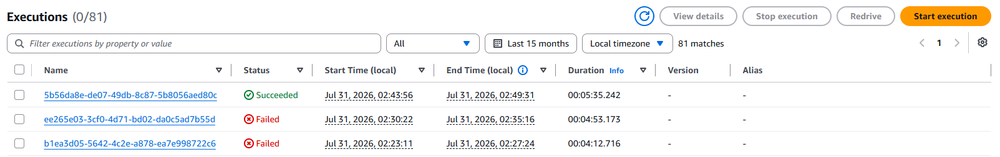 Executions (0/81) View details Stop execution Redrive Start execution
Filter executions by property or value All Last 15 months Local timezone 81 matches 1
Name Status Start Time (local) End Time (local) Duration Info Version Alias
5b56da8e-de07-49db-8c87-5b8056aed80c Succeeded Jul 31, 2026, 02:43:56 Jul 31, 2026, 02:49:31 00:05:35.242 - -
ee265e03-3cf0-4d71-bd02-da0c5ad7b55d Failed Jul 31, 2026, 02:30:22 Jul 31, 2026, 02:35:16 00:04:53.173 - -
b1ea3d05-5642-4c2e-a878-ea7e998722c6 Failed Jul 31, 2026, 02:23:11 Jul 31, 2026, 02:27:24 00:04:12.716 - -